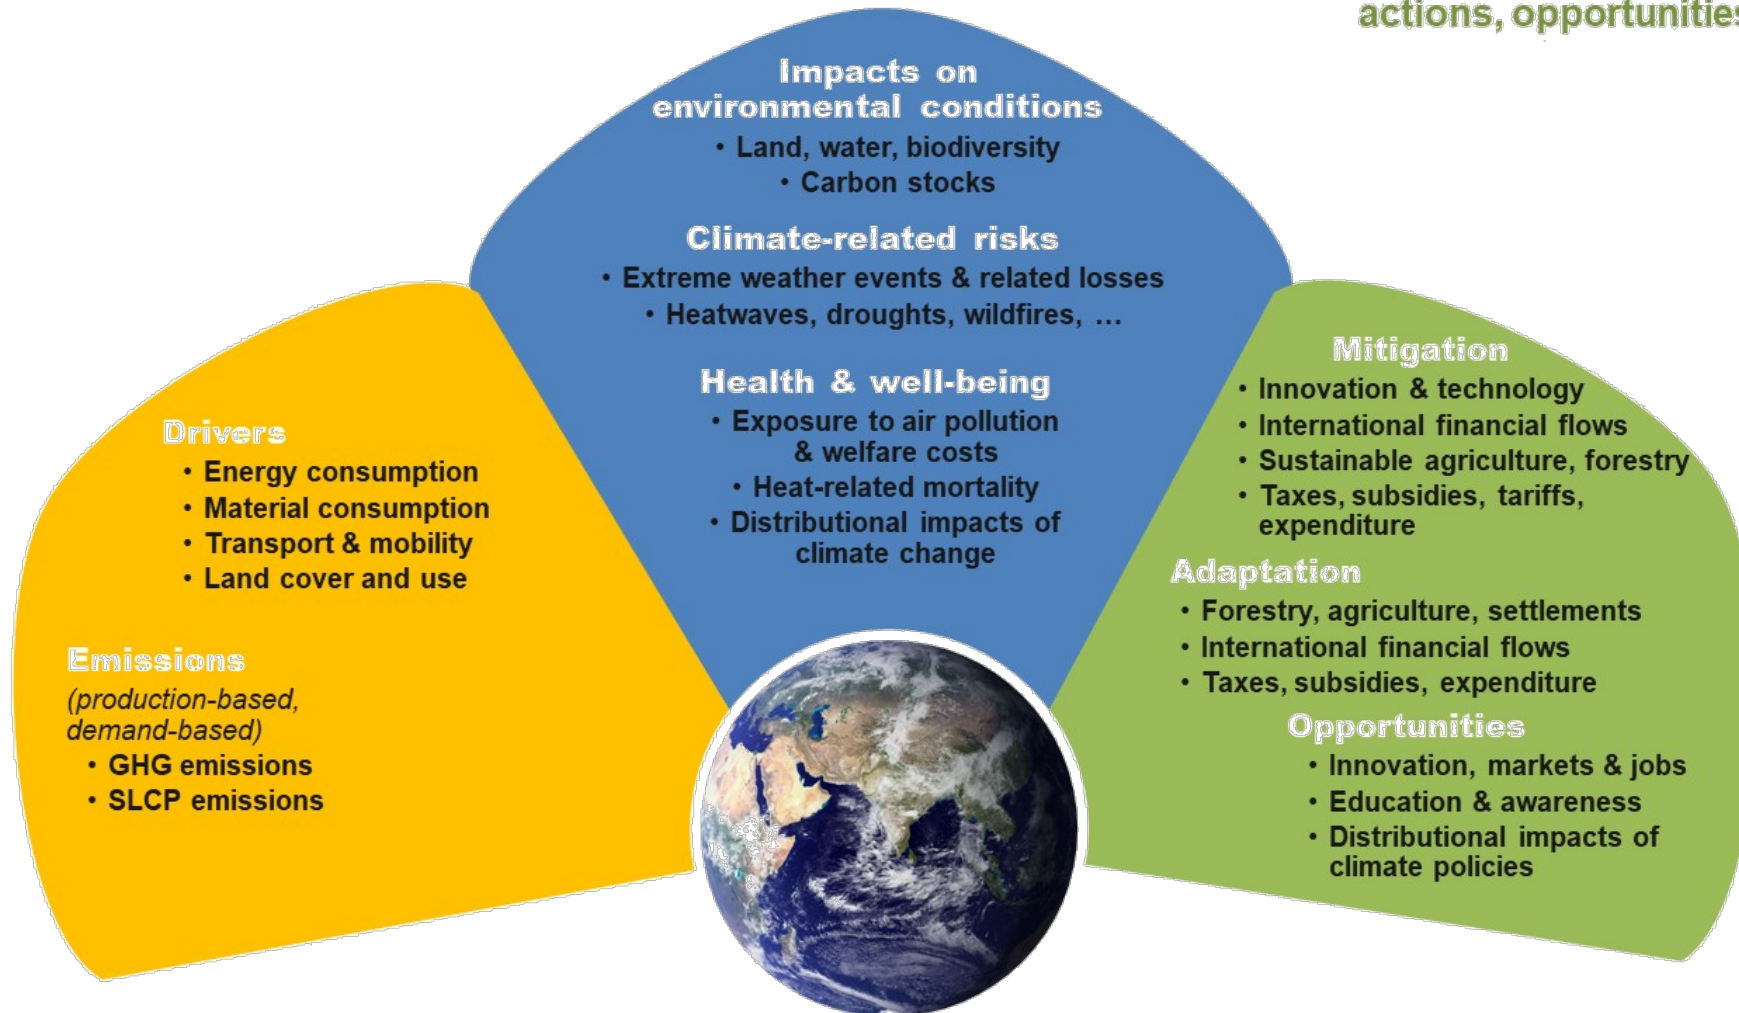 actions, opportunities
Impacts on
environmental conditions
• Land, water, biodiversity
• Carbon stocks
Climate-related risks
• Extreme weather events & related losses
• Heatwaves, droughts, wildfires, …
Health & well-being
• Exposure to air pollution
& welfare costs
• Heat-related mortality
• Distributional impacts of
climate change
Drivers
• Energy consumption
• Material consumption
• Transport & mobility
• Land cover and use
Emissions
(production-based,
demand-based)
• GHG emissions
• SLCP emissions
Mitigation
• Innovation & technology
• International financial flows
• Sustainable agriculture, forestry
• Taxes, subsidies, tariffs,
expenditure
Adaptation
• Forestry, agriculture, settlements
• International financial flows
• Taxes, subsidies, expenditure
Opportunities
• Innovation, markets & jobs
• Education & awareness
• Distributional impacts of
climate policies